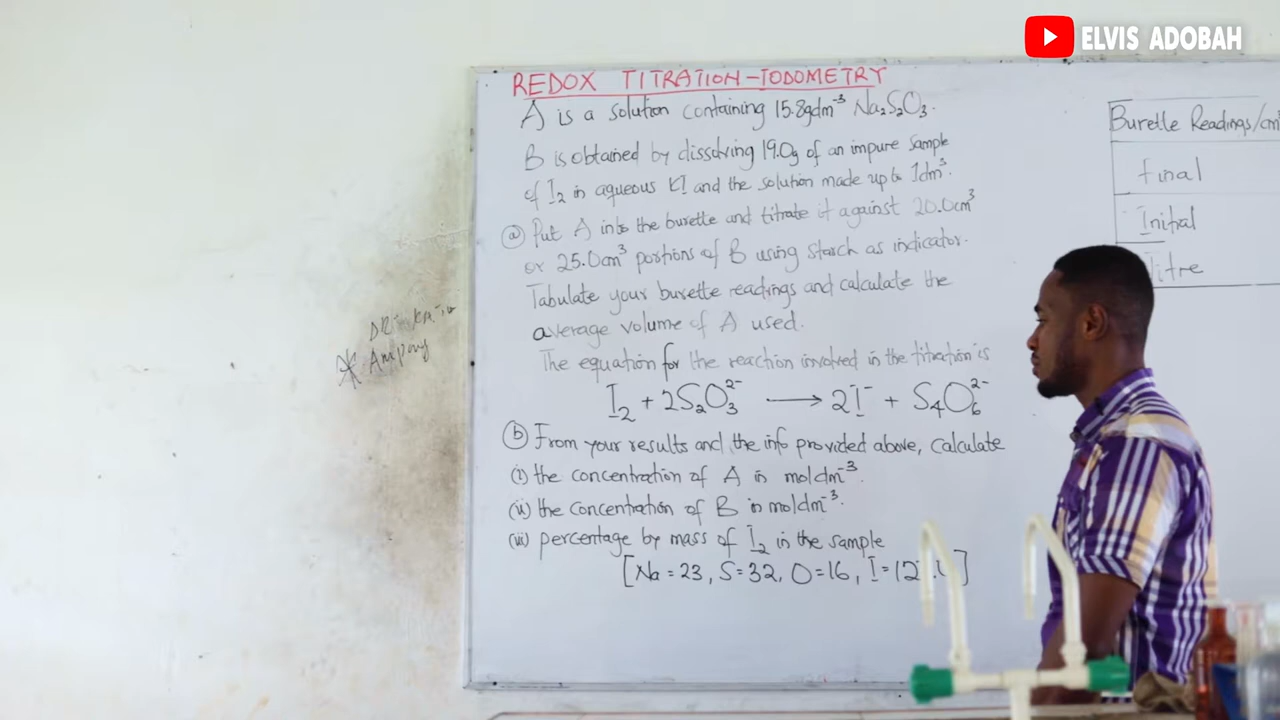 ELVIS ADOBAH
REDOX TITRATION-IODOMETRY
A is a solution containing 15.8gdm⁻³ Na₂S₂O₃.
B is obtained by dissolving 19.0g of an impure sample
of I₂ in aqueous KI and the solution made up to 1dm³.
(a) Put A into the burette and titrate it against 20.0cm³
or 25.0cm³ portions of B using starch as indicator.
Tabulate your burette readings and calculate the
average volume of A used.
The equation for the reaction involved in the titration is
I₂ + 2S₂O₃²⁻ → 2I⁻ + S₄O₆²⁻
(b) From your results and the info provided above, calculate
(i) the concentration of A in moldm⁻³.
(ii) the concentration of B in moldm⁻³.
(iii) percentage by mass of I₂ in the sample
[Na = 23, S = 32, O = 16, I = 127.0]
Burette Readings/cm³
final
Initial
Titre